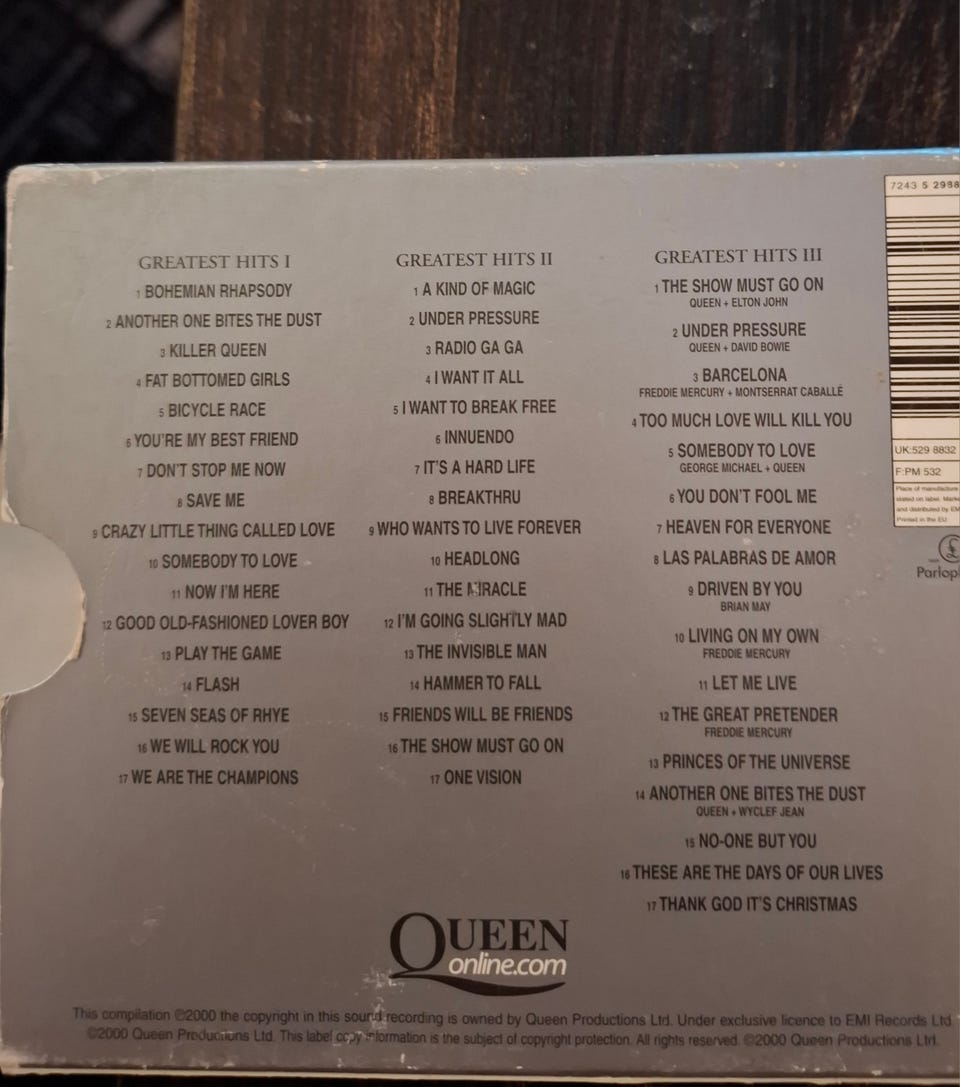 GREATEST HITS I
1 BOHEMIAN RHAPSODY
2 ANOTHER ONE BITES THE DUST
3 KILLER QUEEN
4 FAT BOTTOMED GIRLS
5 BICYCLE RACE
6 YOU'RE MY BEST FRIEND
7 DON'T STOP ME NOW
8 SAVE ME
9 CRAZY LITTLE THING CALLED LOVE
10 SOMEBODY TO LOVE
11 NOW I'M HERE
12 GOOD OLD-FASHIONED LOVER BOY
13 PLAY THE GAME
14 FLASH
15 SEVEN SEAS OF RHYE
16 WE WILL ROCK YOU
17 WE ARE THE CHAMPIONS
GREATEST HITS II
1 A KIND OF MAGIC
2 UNDER PRESSURE
3 RADIO GA GA
4 I WANT IT ALL
5 I WANT TO BREAK FREE
6 INNUENDO
7 IT'S A HARD LIFE
8 BREAKTHRU
9 WHO WANTS TO LIVE FOREVER
10 HEADLONG
11 THE MIRACLE
12 I'M GOING SLIGHTLY MAD
13 THE INVISIBLE MAN
14 HAMMER TO FALL
15 FRIENDS WILL BE FRIENDS
16 THE SHOW MUST GO ON
17 ONE VISION
GREATEST HITS III
1 THE SHOW MUST GO ON
QUEEN + ELTON JOHN
2 UNDER PRESSURE
QUEEN + DAVID BOWIE
3 BARCELONA
FREDDIE MERCURY + MONTSERRAT CABALLÉ
4 TOO MUCH LOVE WILL KILL YOU
5 SOMEBODY TO LOVE
GEORGE MICHAEL + QUEEN
6 YOU DON'T FOOL ME
7 HEAVEN FOR EVERYONE
8 LAS PALABRAS DE AMOR
9 DRIVEN BY YOU
BRIAN MAY
10 LIVING ON MY OWN
FREDDIE MERCURY
11 LET ME LIVE
12 THE GREAT PRETENDER
FREDDIE MERCURY
13 PRINCES OF THE UNIVERSE
14 ANOTHER ONE BITES THE DUST
QUEEN + WYCLEF JEAN
15 NO-ONE BUT YOU
16 THESE ARE THE DAYS OF OUR LIVES
17 THANK GOD IT'S CHRISTMAS
7243 5 2988
UK:529 8832
F:PM 532
Place of manufacture
stated on label. Marke
and distributed by EM
Printed in the EU
£
Parloph
QUEEN
online.com
This compilation ℗2000 the copyright in this sound recording is owned by Queen Productions Ltd. Under exclusive licence to EMI Records Ltd.
©2000 Queen Productions Ltd. This label copy information is the subject of copyright protection. All rights reserved. ©2000 Queen Productions Ltd.